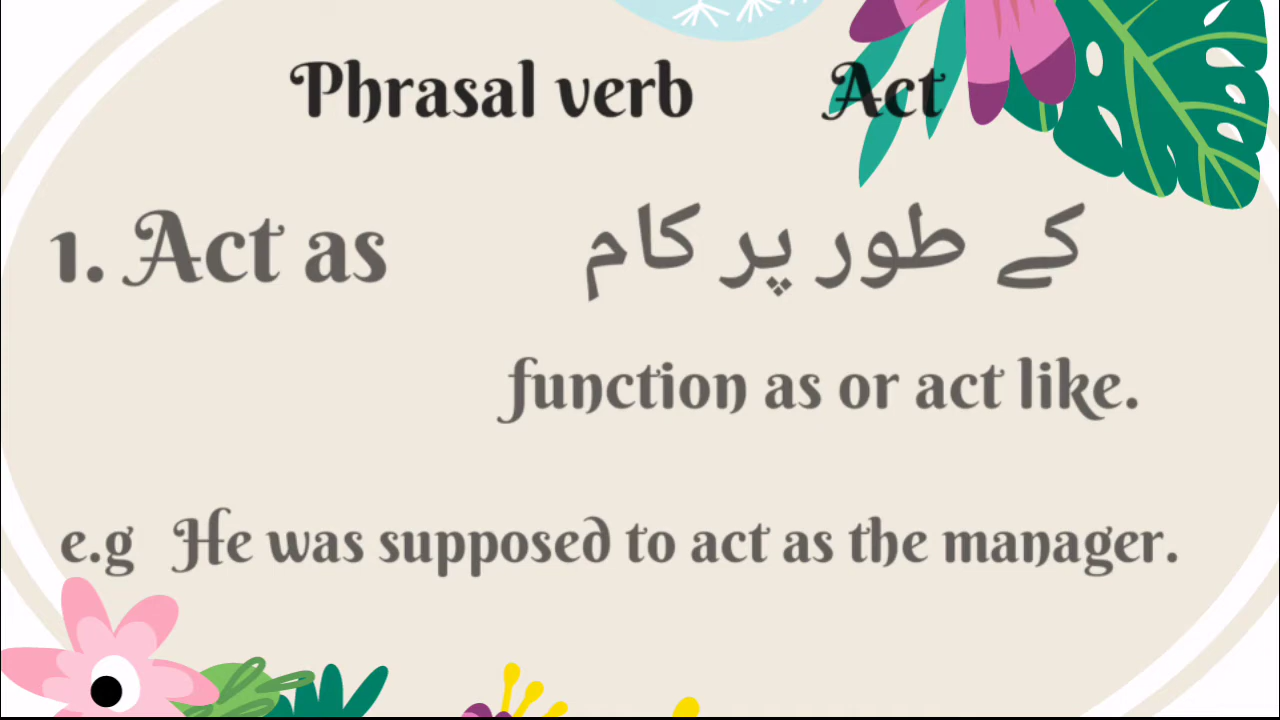 Phrasal verb Act
1. Act as کے طور پر کام
function as or act like.
e.g He was supposed to act as the manager.